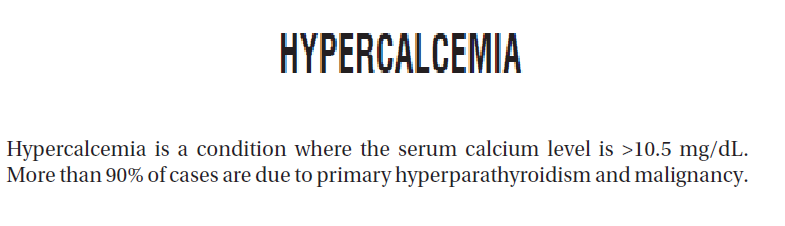 HYPERCALCEMIA
Hypercalcemia is a condition where the serum calcium level is >10.5 mg/dL.
More than 90% of cases are due to primary hyperparathyroidism and malignancy.